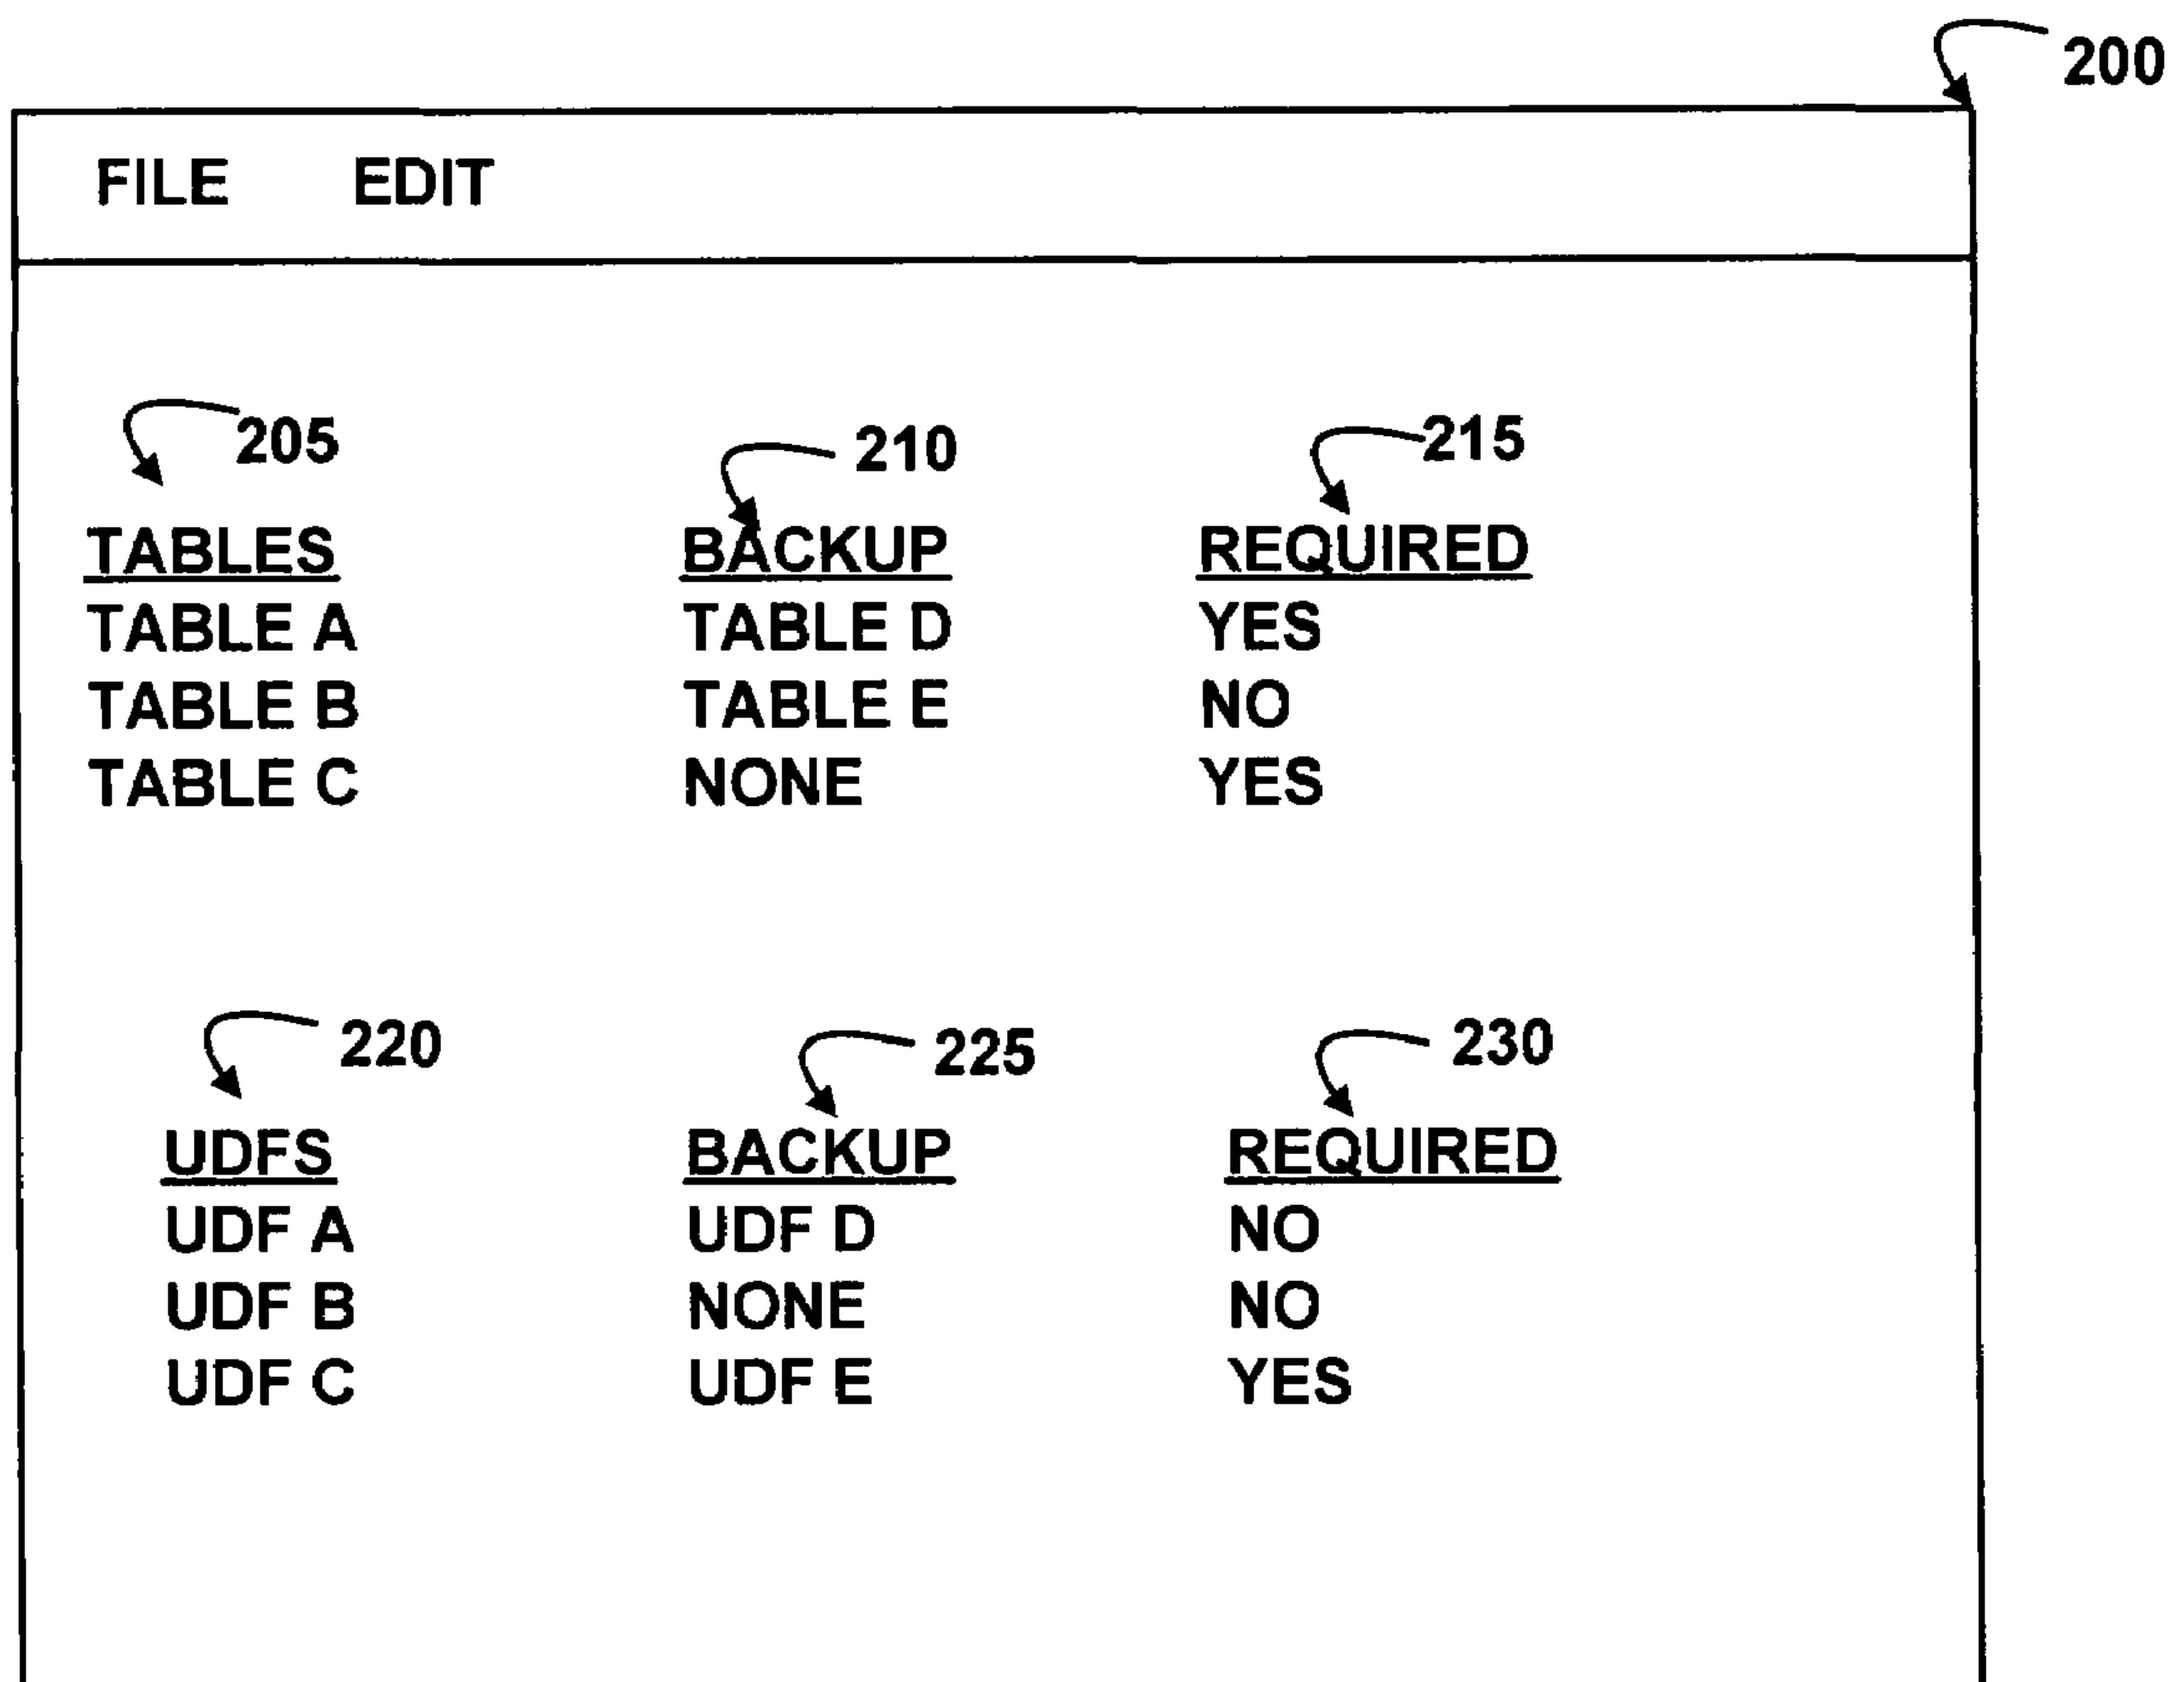 200
FILE EDIT
205 210 215
TABLES BACKUP REQUIRED
TABLE A TABLE D YES
TABLE B TABLE E NO
TABLE C NONE YES
220 225 230
UDFS BACKUP REQUIRED
UDF A UDF D NO
UDF B NONE NO
UDF C UDF E YES